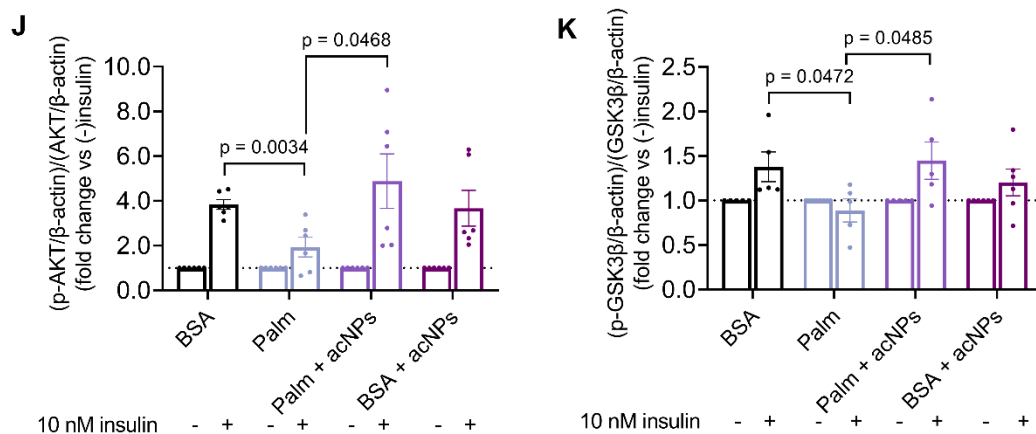 J
(p-AKT/β-actin)/(AKT/β-actin)
(fold change vs (-)insulin)
10.0
8.0
6.0
4.0
2.0
0.0
p = 0.0468
p = 0.0034
BSA
Palm
Palm + acNPs
BSA + acNPs
10 nM insulin - + - + - + - +
K
(p-GSK3β/β-actin)/(GSK3β/β-actin)
(fold change vs (-)insulin)
2.5
2.0
1.5
1.0
0.5
0.0
p = 0.0485
p = 0.0472
BSA
Palm
Palm + acNPs
BSA + acNPs
10 nM insulin - + - + - + - +